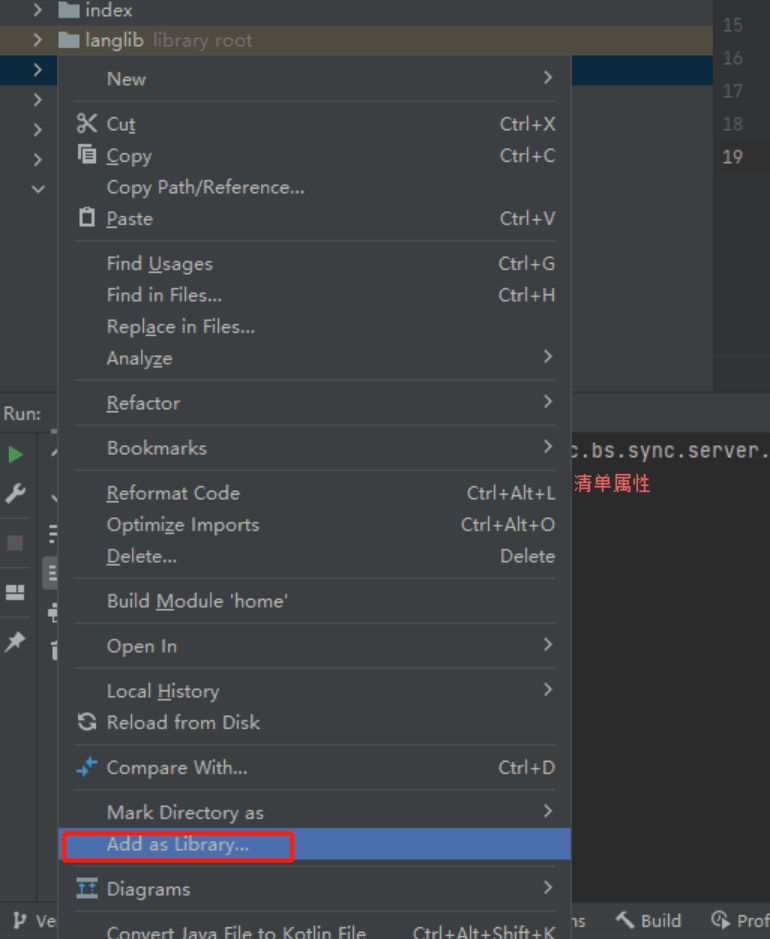 index
langlib library root
15
16
17
18
19
New
Cut Ctrl+X
Copy Ctrl+C
Copy Path/Reference...
Paste Ctrl+V
Find Usages Ctrl+G
Find in Files... Ctrl+H
Replace in Files...
Analyze
Refactor
Bookmarks
Reformat Code Ctrl+Alt+L
Optimize Imports Ctrl+Alt+O
Delete... Delete
Build Module 'home'
Open In
Local History
Reload from Disk
Compare With... Ctrl+D
Mark Directory as
Add as Library...
Diagrams
Convert Java File to Kotlin File Ctrl+Alt+Shift+K
Run:
c.bs.sync.server.
清单属性
Ve
ns
Build
Prof